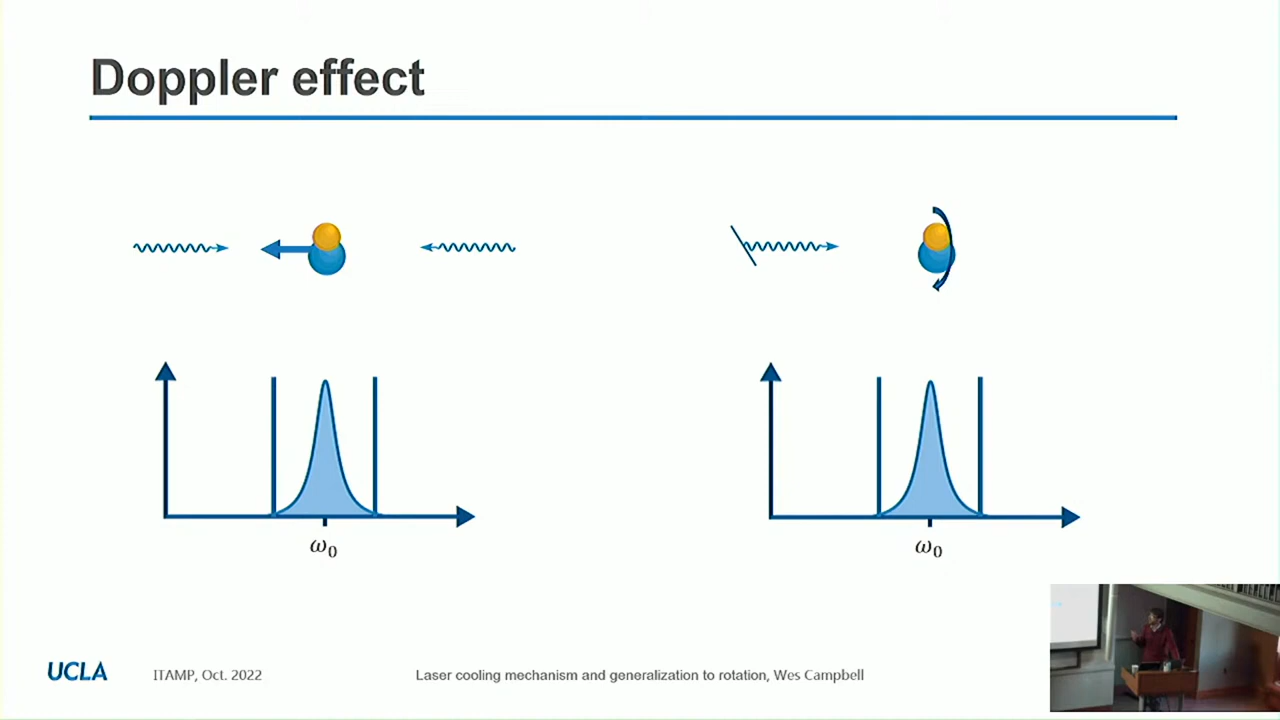 Doppler effect
ω₀
ω₀
UCLA
ITAMP, Oct. 2022
Laser cooling mechanism and generalization to rotation, Wes Campbell